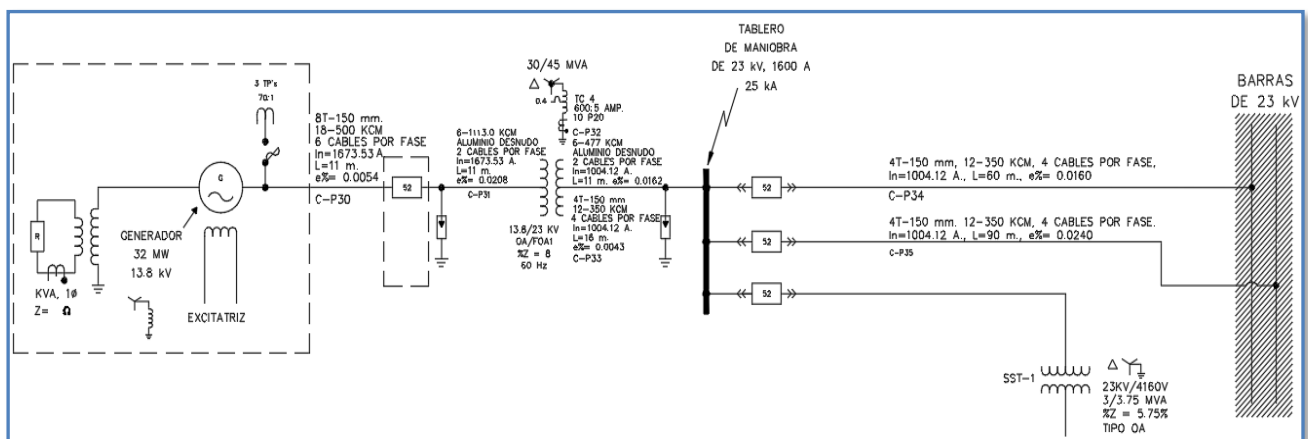 3 TP's
70:1
8T-150 mm.
18-500 KCM
6 CABLES POR FASE
In=1673.53 A.
L=11 m.
e%= 0.0054
C-P30
G
GENERADOR
32 MW
13.8 kV
R
KVA, 1Ø
Z= Ω
EXCITATRIZ
52
6-1113.0 KCM
ALUMINIO DESNUDO
2 CABLES POR FASE
In=1673.53 A.
L=11 m.
e%=0.0208
C-P31
30/45 MVA
0.4
TC 4
600:5 AMP.
10 P20
C-P32
6-477 KCM
ALUMINIO DESNUDO
2 CABLES POR FASE
In=1004.12 A.
L=11 m. e%= 0.0162
4T-150 mm
12-350 KCM
4 CABLES POR FASE
In=1004.12 A.
L=16 m.
e%= 0.0043
C-P33
13.8/23 KV
OA/FOA1
%Z = 8
60 Hz
TABLERO
DE MANIOBRA
DE 23 kV, 1600 A
25 kA
52
4T-150 mm, 12-350 KCM, 4 CABLES POR FASE,
In=1004.12 A., L=60 m., e%= 0.0160
C-P34
52
4T-150 mm. 12-350 KCM, 4 CABLES POR FASE.
In=1004.12 A., L=90 m., e%= 0.0240
C-P35
52
BARRAS
DE 23 kV
SST-1
23KV/4160V
3/3.75 MVA
%Z = 5.75%
TIPO OA